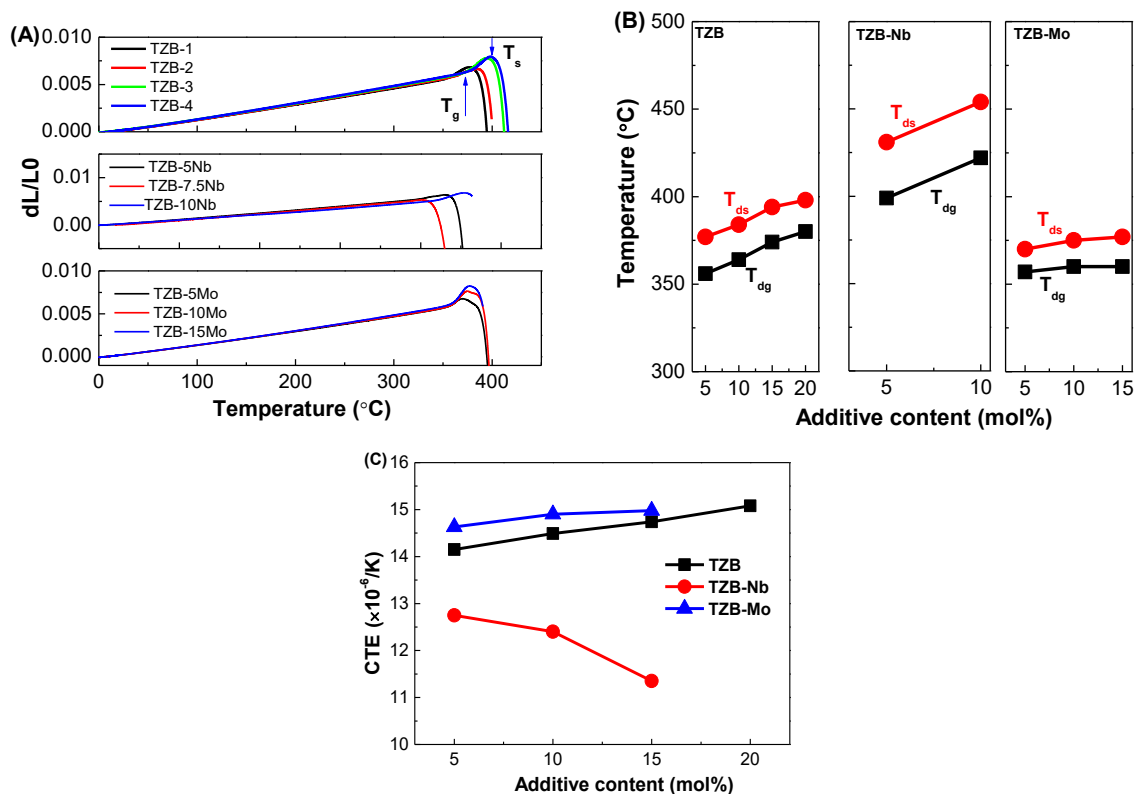 (A)
0.010
0.005
0.000
TZB-1
TZB-2
TZB-3
TZB-4
Ts
Tg
dL/L0
0.01
0.00
TZB-5Nb
TZB-7.5Nb
TZB-10Nb
0.010
0.005
0.000
TZB-5Mo
TZB-10Mo
TZB-15Mo
0 100 200 300 400
Temperature (°C)
(B)
500
450
400
350
300
Temperature (°C)
TZB
Tds
Tdg
5 10 15 20
TZB-Nb
Tds
Tdg
5 10
TZB-Mo
Tds
Tdg
5 10 15
Additive content (mol%)
(C)
16
15
14
13
12
11
10
CTE (×10⁻⁶/K)
TZB
TZB-Nb
TZB-Mo
5 10 15 20
Additive content (mol%)